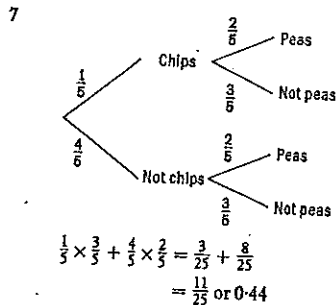 7
2/5 Peas
Chips
1/5
3/5 Not peas
4/5
2/5 Peas
Not chips
3/5 Not peas
1/5 × 3/5 + 4/5 × 2/5 = 3/25 + 8/25
= 11/25 or 0·44